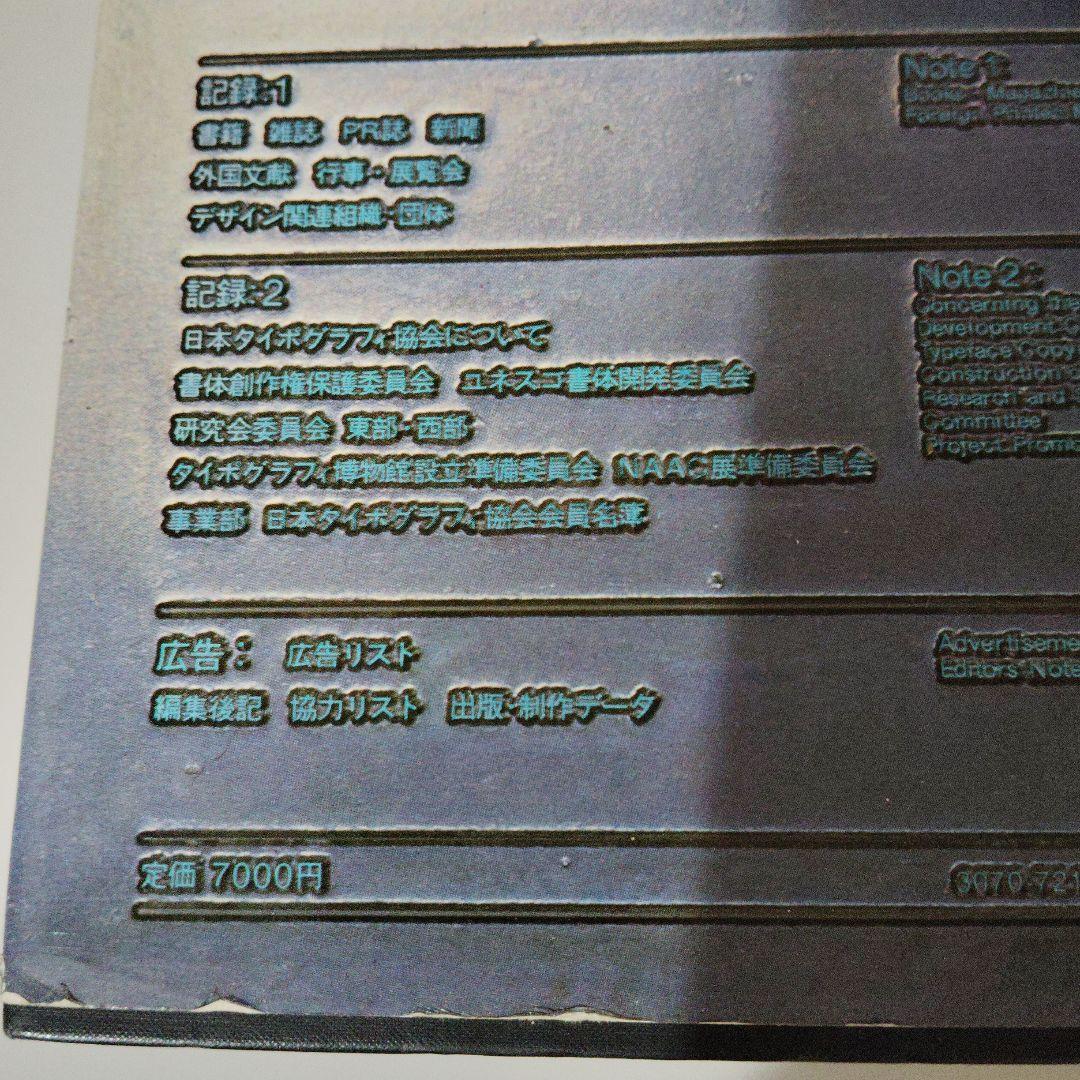 記録:1
書籍 雑誌 PR誌 新聞
外国文献 行事・展覧会
デザイン関連組織・団体
Note 1:
Foreign
記録:2
日本タイポグラフィ協会について
書体創作権保護委員会 ユネスコ書体開発委員会
研究会委員会 東部・西部
タイポグラフィ博物館設立準備委員会 NAAC展準備委員会
事業部 日本タイポグラフィ協会会員名簿
Note 2:
Concerning the
Development
Typeface Copy
Construction
Research and
Committee
Project Promo
広告: 広告リスト
編集後記 協力リスト 出版・制作データ
Advertiseme
Editors' Note
定価 7000円
3070-721